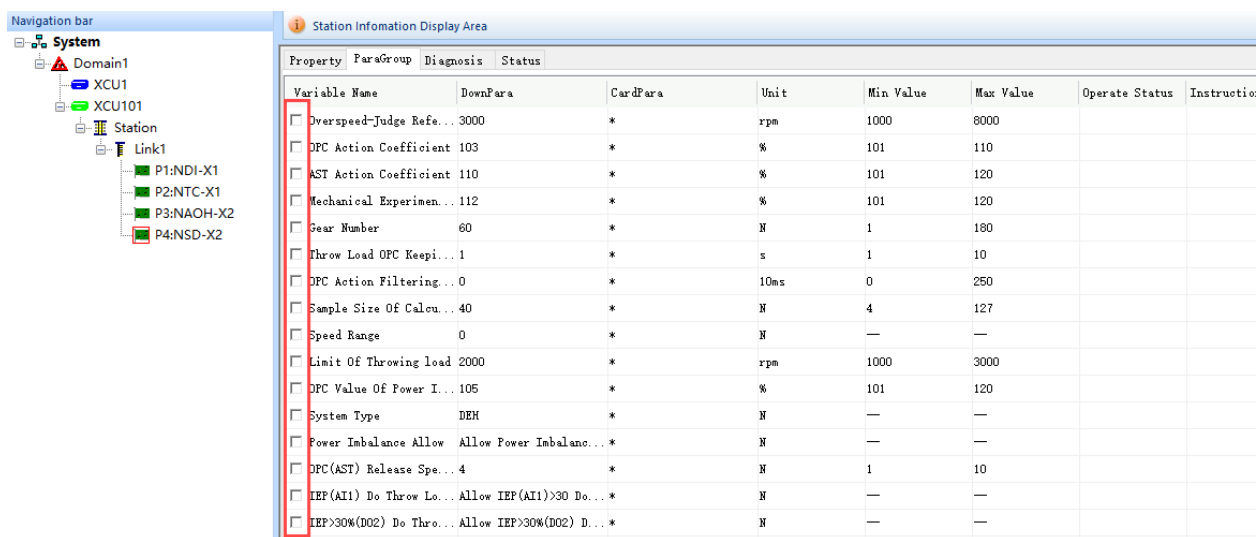 Navigation bar
System
Domain1
XCU1
XCU101
Station
Link1
P1:NDI-X1
P2:NTC-X1
P3:NAOH-X2
P4:NSD-X2
Station Infomation Display Area
Property ParaGroup Diagnosis Status
Variable Name DownPara CardPara Unit Min Value Max Value Operate Status Instruction
Overspeed-Judge Refe... 3000 * rpm 1000 8000
OPC Action Coefficient 103 * % 101 110
AST Action Coefficient 110 * % 101 120
Mechanical Experimen... 112 * % 101 120
Gear Number 60 * N 1 180
Throw Load OPC Keepi... 1 * s 1 10
OPC Action Filtering... 0 * 10ms 0 250
Sample Size Of Calcu... 40 * N 4 127
Speed Range 0 * N — —
Limit Of Throwing load 2000 * rpm 1000 3000
OPC Value Of Power I... 105 * % 101 120
System Type DEH * N — —
Power Imbalance Allow Allow Power Imbalanc... * N — —
OPC(AST) Release Spe... 4 * N 1 10
IEP(AI1) Do Throw Lo... Allow IEP(AI1)>30 Do... * N — —
IEP>30%(DO2) Do Thro... Allow IEP>30%(DO2) D... * N — —